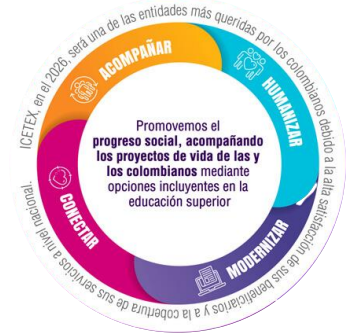 ICETEX, en el 2026, será una de las entidades más queridas por los colombianos debido a la alta satisfacción de sus beneficiarios y a la cobertura de sus servicios a nivel nacional.
ACOMPAÑAR
HUMANIZAR
MODERNIZAR
CONECTAR
Promovemos el
progreso social, acompañando
los proyectos de vida de las y
los colombianos mediante
opciones incluyentes en la
educación superior